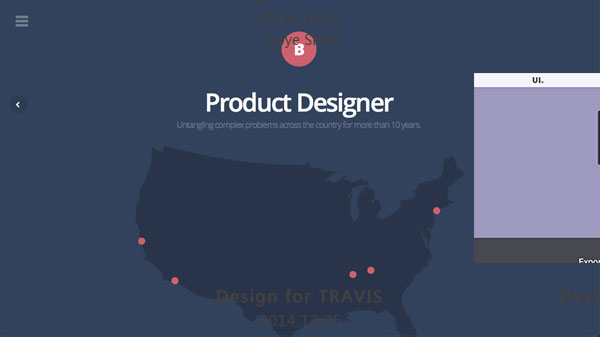 B
Product Designer
Untangling complex problems across the country for more than 10 years.
UI.
Design for TRAVIS